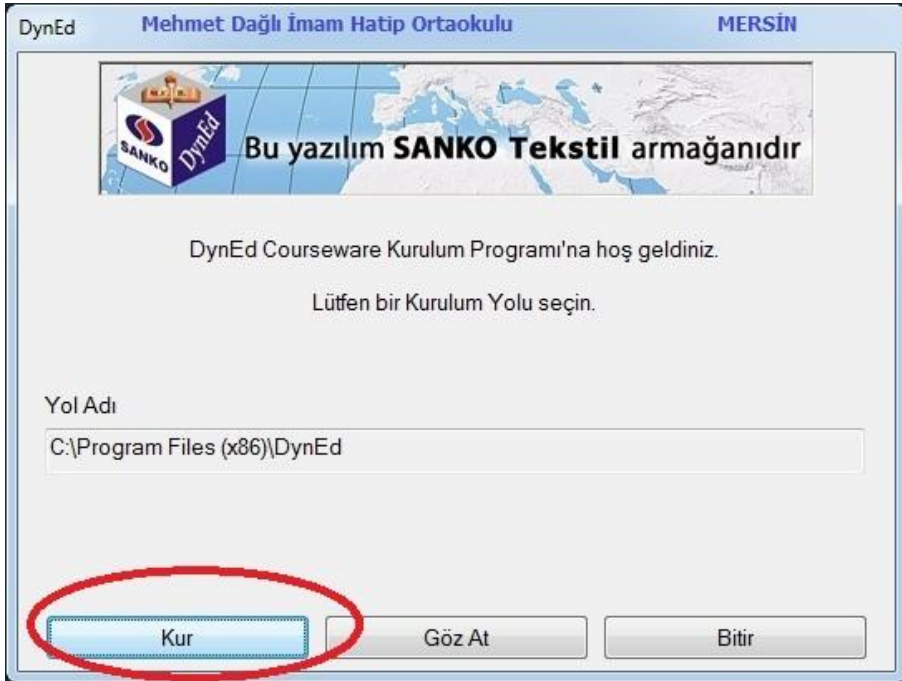 DynEd Mehmet Dağlı İmam Hatip Ortaokulu MERSİN
SANKO DynEd
Bu yazılım SANKO Tekstil armağanıdır
DynEd Courseware Kurulum Programı'na hoş geldiniz.
Lütfen bir Kurulum Yolu seçin.
Yol Adı
C:\Program Files (x86)\DynEd
Kur Göz At Bitir